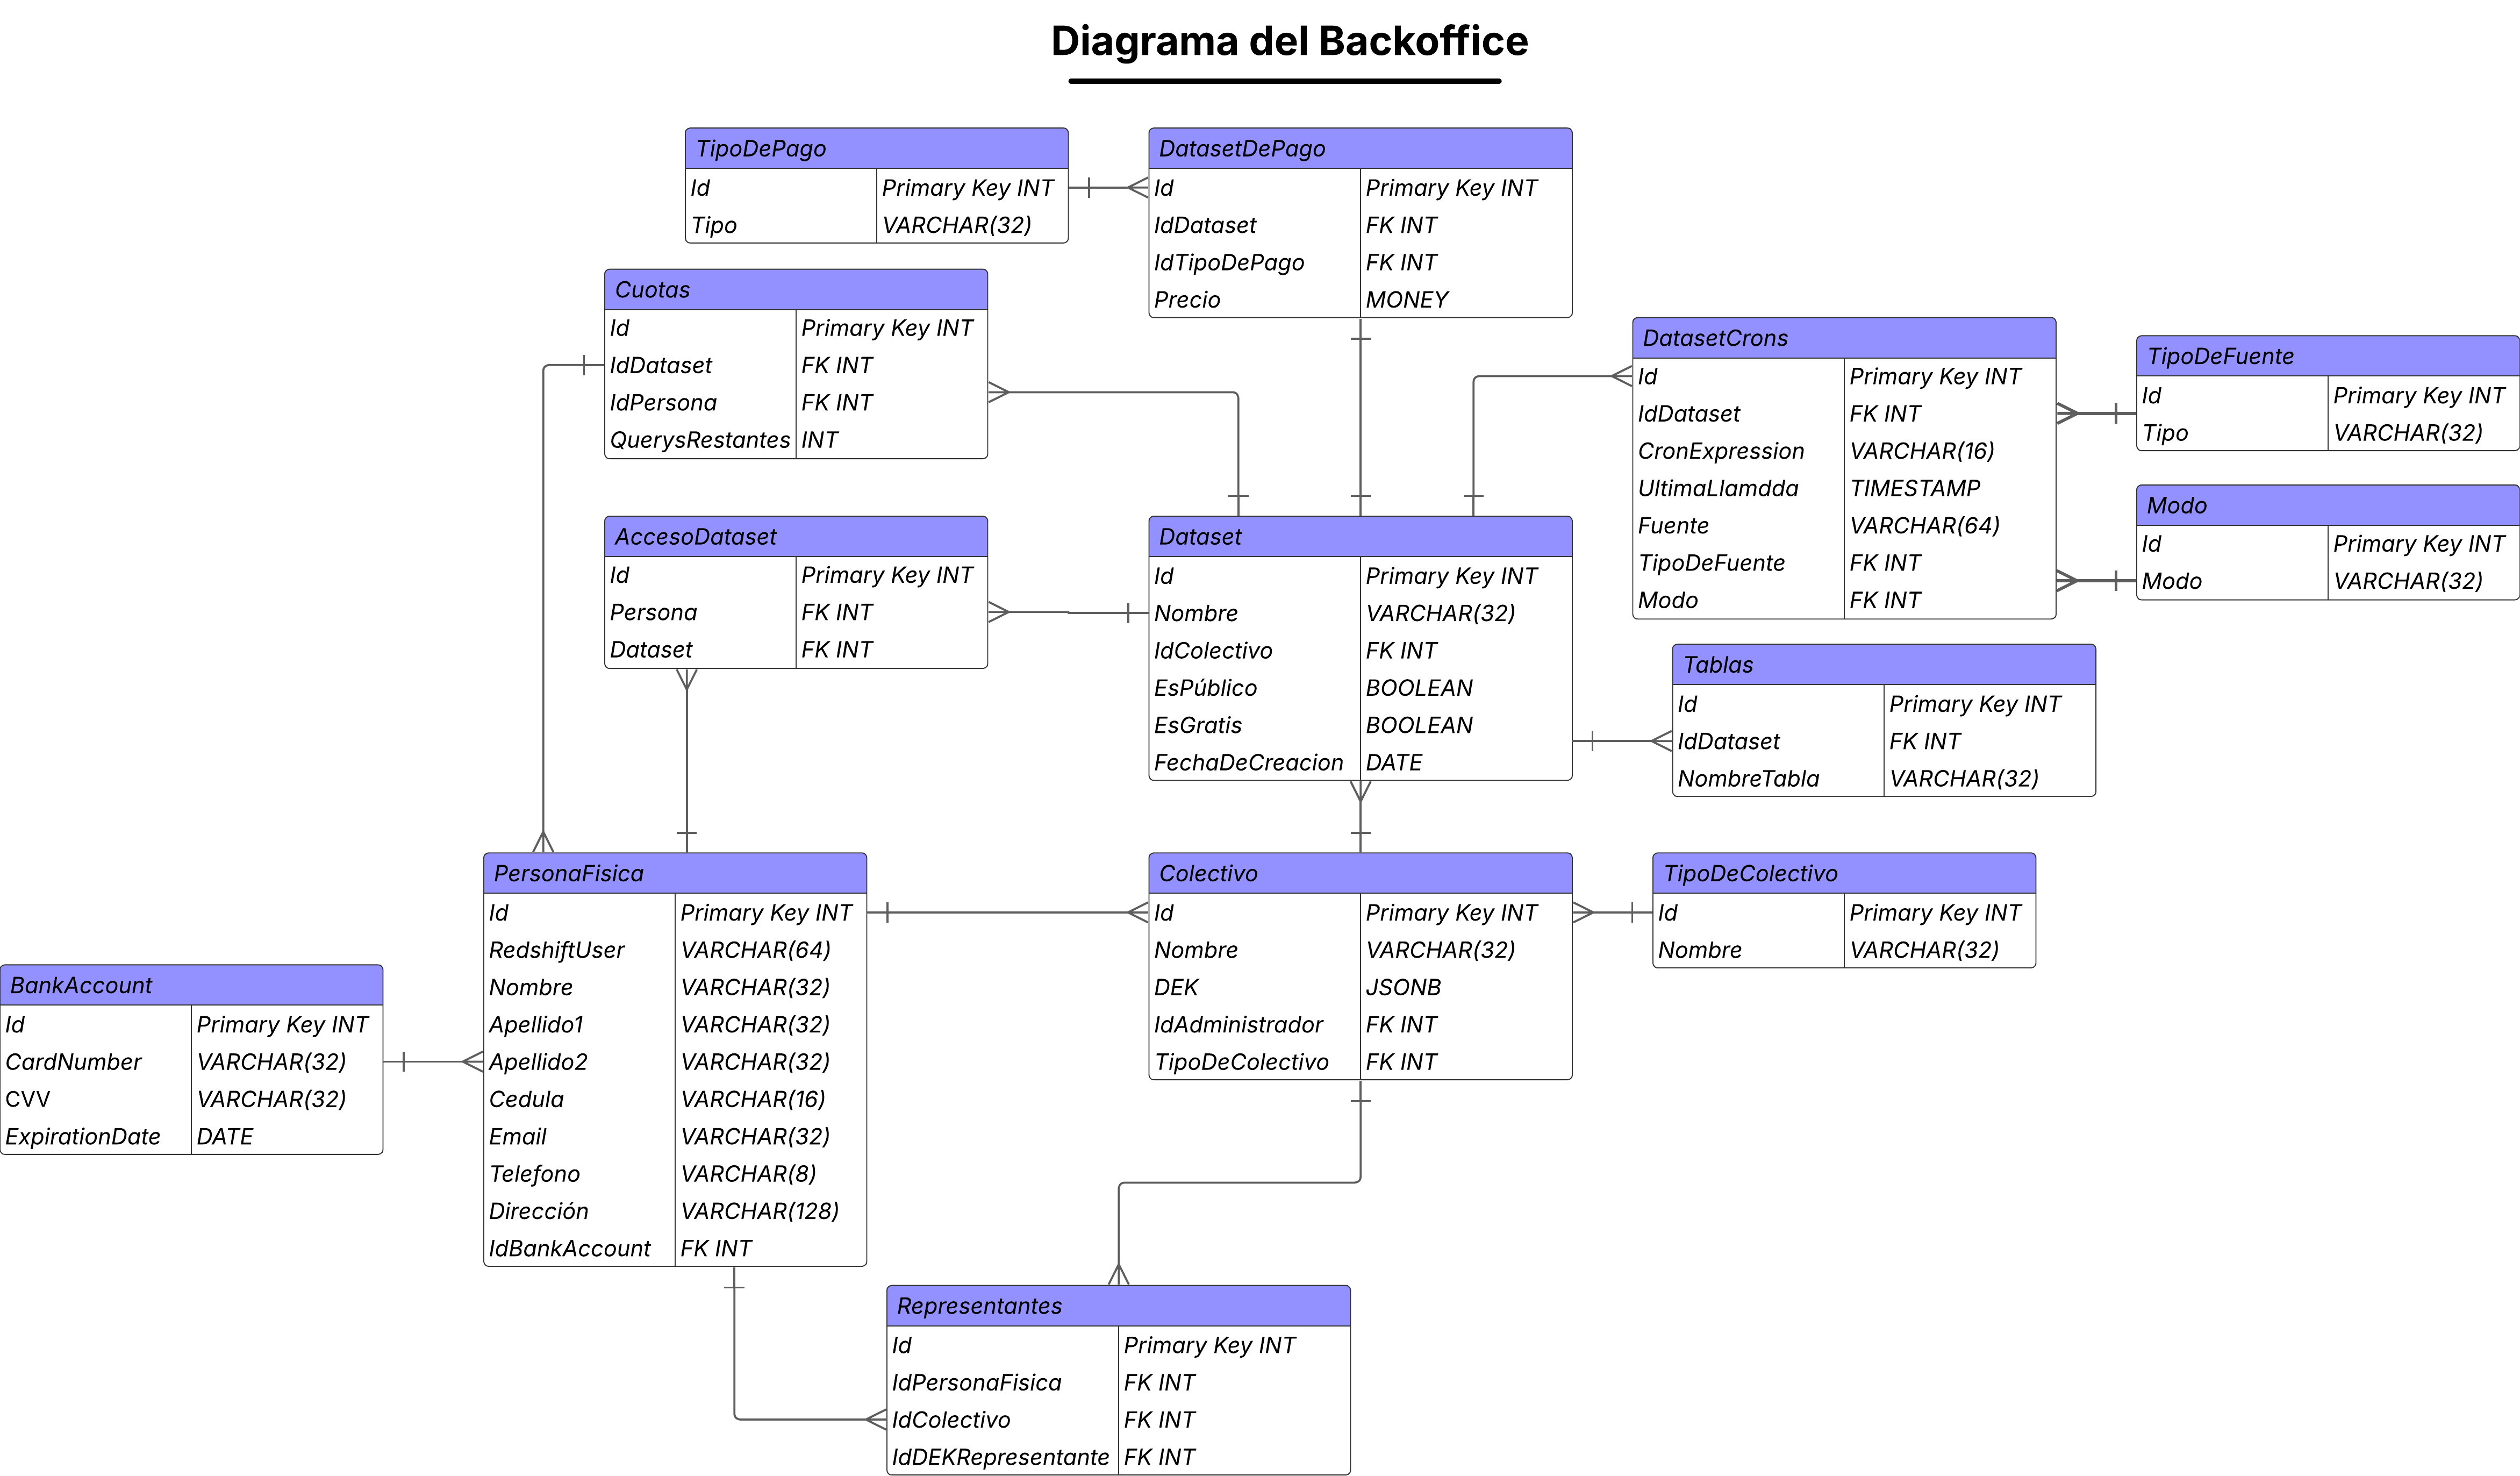 Diagrama del Backoffice
TipoDePago
Id Primary Key INT
Tipo VARCHAR(32)
DatasetDePago
Id Primary Key INT
IdDataset FK INT
IdTipoDePago FK INT
Precio MONEY
Cuotas
Id Primary Key INT
IdDataset FK INT
IdPersona FK INT
QuerysRestantes INT
DatasetCrons
Id Primary Key INT
IdDataset FK INT
CronExpression VARCHAR(16)
UltimaLlamdda TIMESTAMP
Fuente VARCHAR(64)
TipoDeFuente FK INT
Modo FK INT
TipoDeFuente
Id Primary Key INT
Tipo VARCHAR(32)
Modo
Id Primary Key INT
Modo VARCHAR(32)
AccesoDataset
Id Primary Key INT
Persona FK INT
Dataset FK INT
Dataset
Id Primary Key INT
Nombre VARCHAR(32)
IdColectivo FK INT
EsPúblico BOOLEAN
EsGratis BOOLEAN
FechaDeCreacion DATE
Tablas
Id Primary Key INT
IdDataset FK INT
NombreTabla VARCHAR(32)
PersonaFisica
Id Primary Key INT
RedshiftUser VARCHAR(64)
Nombre VARCHAR(32)
Apellido1 VARCHAR(32)
Apellido2 VARCHAR(32)
Cedula VARCHAR(16)
Email VARCHAR(32)
Telefono VARCHAR(8)
Dirección VARCHAR(128)
IdBankAccount FK INT
Colectivo
Id Primary Key INT
Nombre VARCHAR(32)
DEK JSONB
IdAdministrador FK INT
TipoDeColectivo FK INT
TipoDeColectivo
Id Primary Key INT
Nombre VARCHAR(32)
BankAccount
Id Primary Key INT
CardNumber VARCHAR(32)
CVV VARCHAR(32)
ExpirationDate DATE
Representantes
Id Primary Key INT
IdPersonaFisica FK INT
IdColectivo FK INT
IdDEKRepresentante FK INT